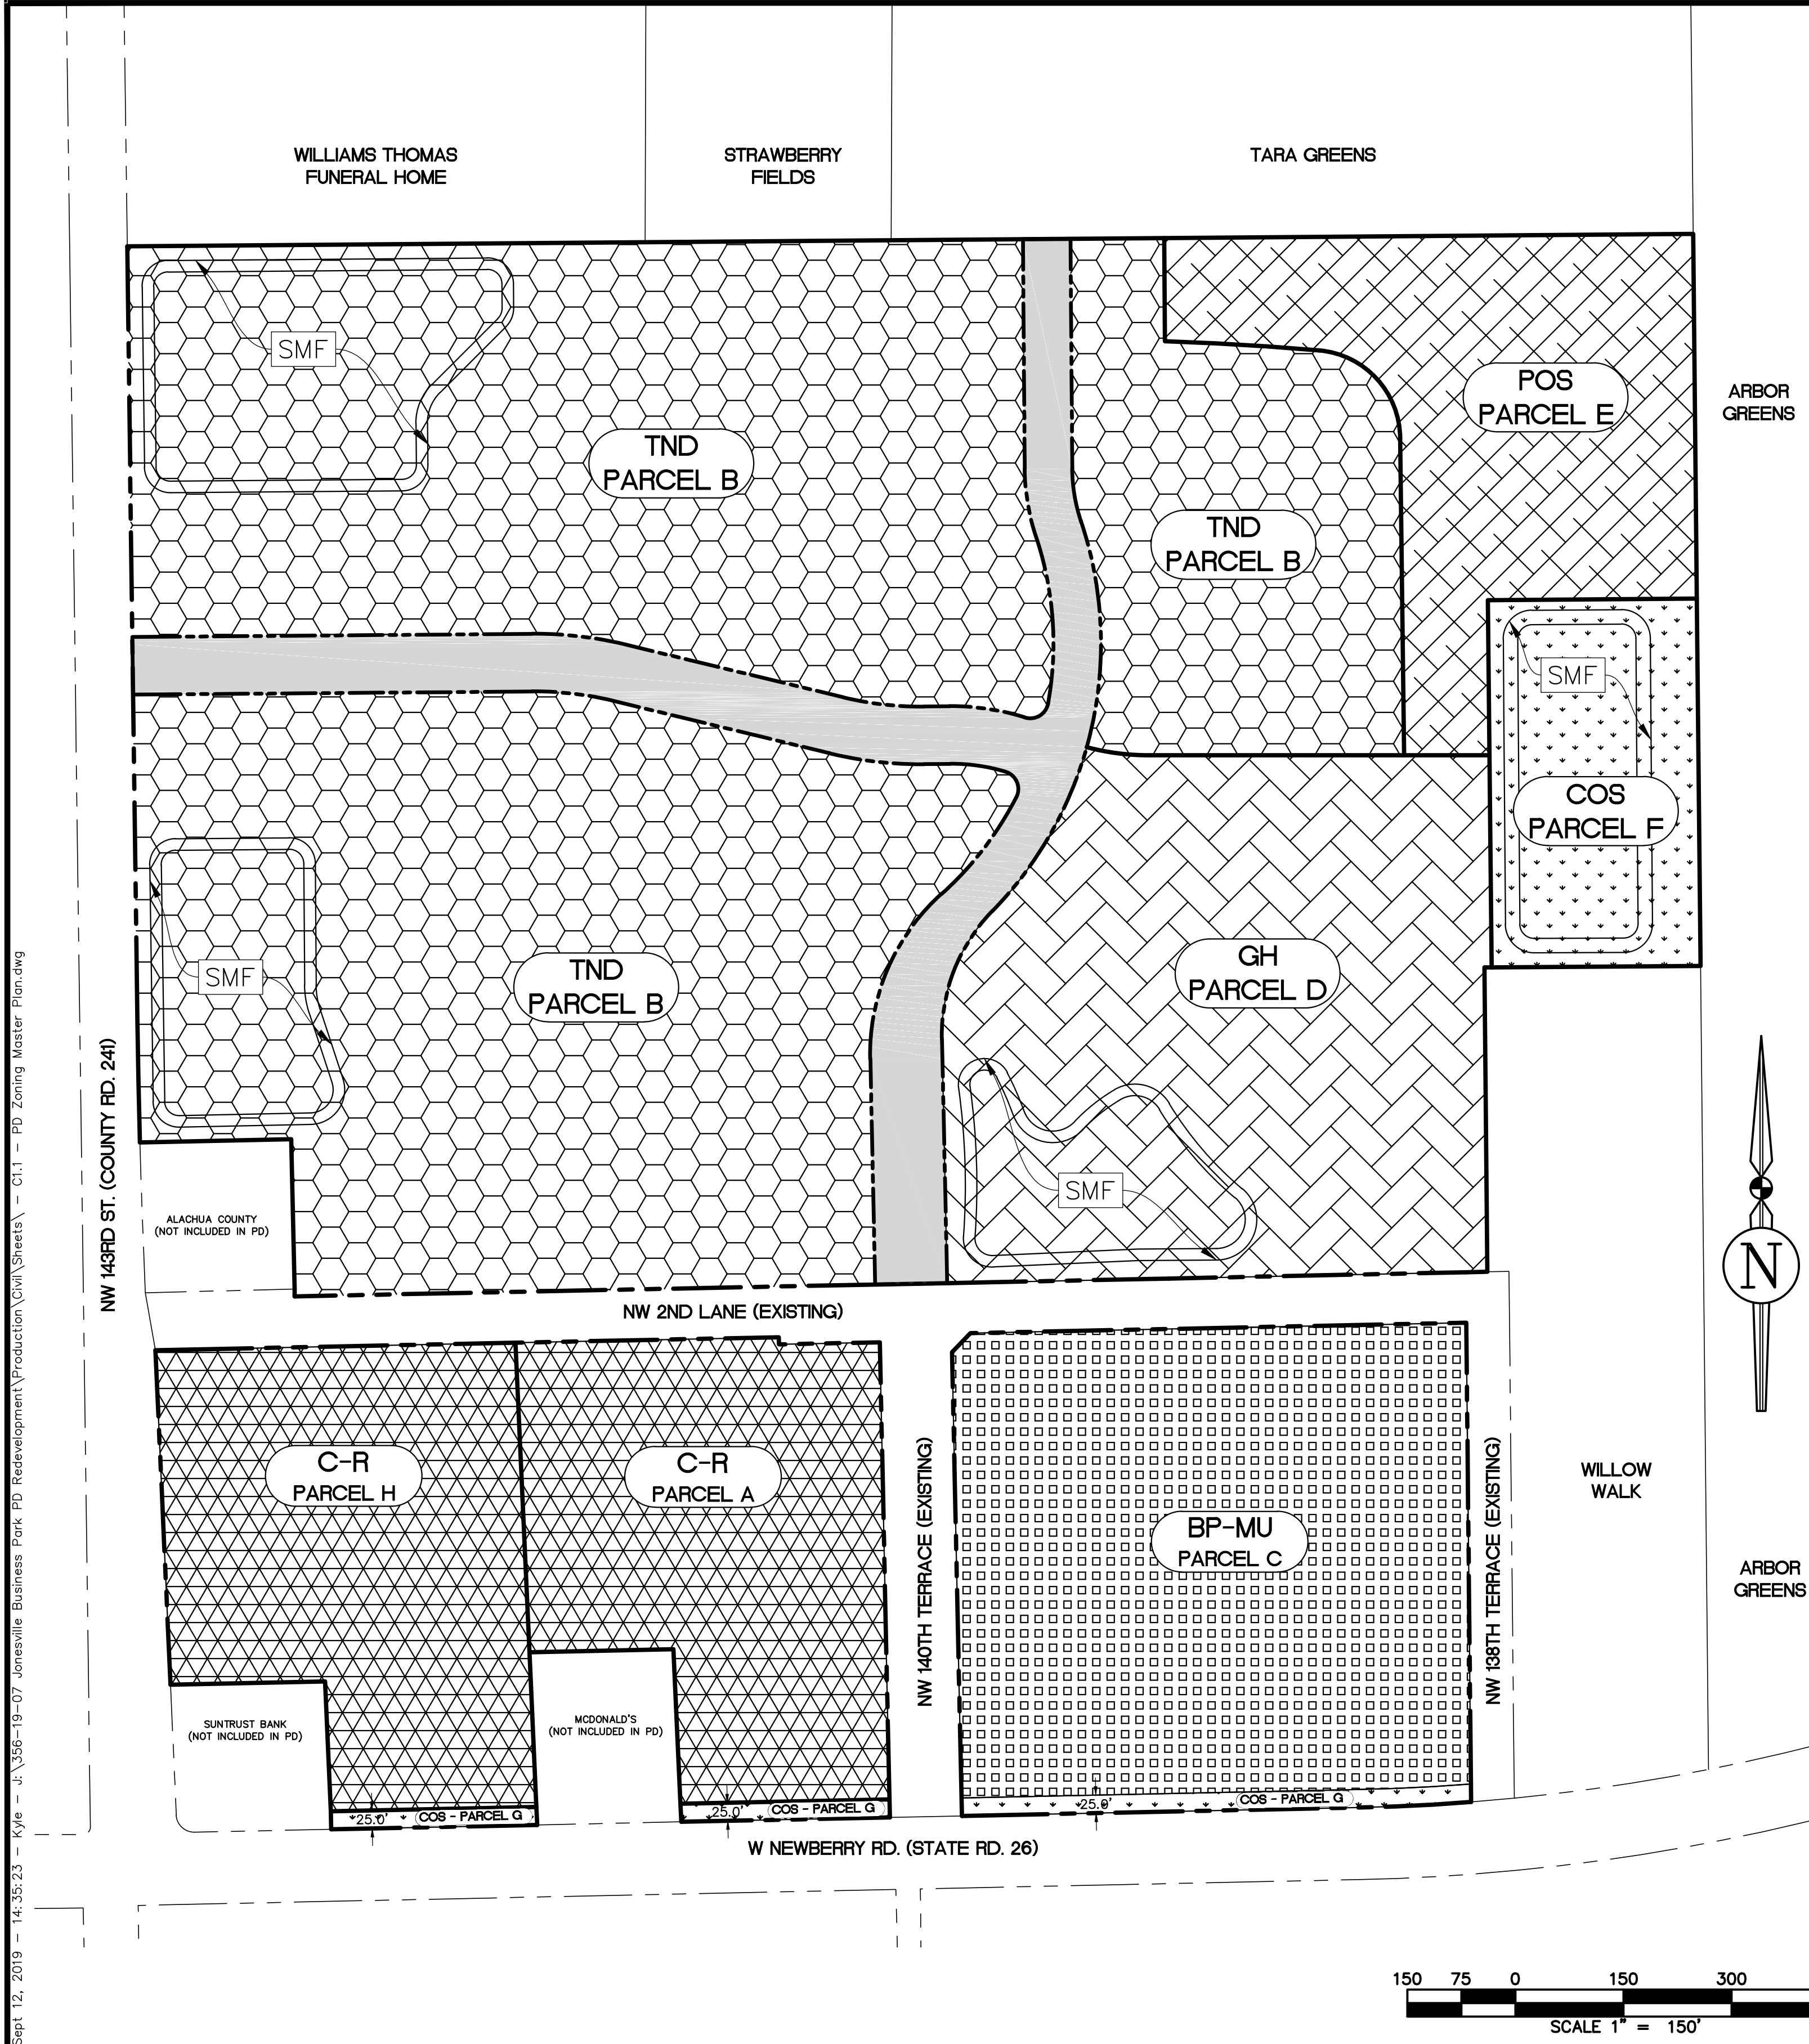 WILLIAMS THOMAS
FUNERAL HOME
STRAWBERRY
FIELDS
TARA GREENS
SMF
TND
PARCEL B
POS
PARCEL E
ARBOR
GREENS
TND
PARCEL B
SMF
COS
PARCEL F
SMF
TND
PARCEL B
GH
PARCEL D
SMF
NW 143RD ST. (COUNTY RD. 241)
ALACHUA COUNTY
(NOT INCLUDED IN PD)
N
NW 2ND LANE (EXISTING)
C-R
PARCEL H
C-R
PARCEL A
NW 140TH TERRACE (EXISTING)
BP-MU
PARCEL C
NW 138TH TERRACE (EXISTING)
WILLOW
WALK
ARBOR
GREENS
SUNTRUST BANK
(NOT INCLUDED IN PD)
MCDONALD'S
(NOT INCLUDED IN PD)
25.0'
COS - PARCEL G
25.0'
COS - PARCEL G
25.0'
COS - PARCEL G
W NEWBERRY RD. (STATE RD. 26)
150 75 0 150 300
SCALE 1" = 150'
Sept 12, 2019 - 14:35:23 - Kyle - J:\356-19-07 Jonesville Business Park PD Redevelopment\Production\Civil\Sheets\ - C1.1 - PD Zoning Master Plan.dwg